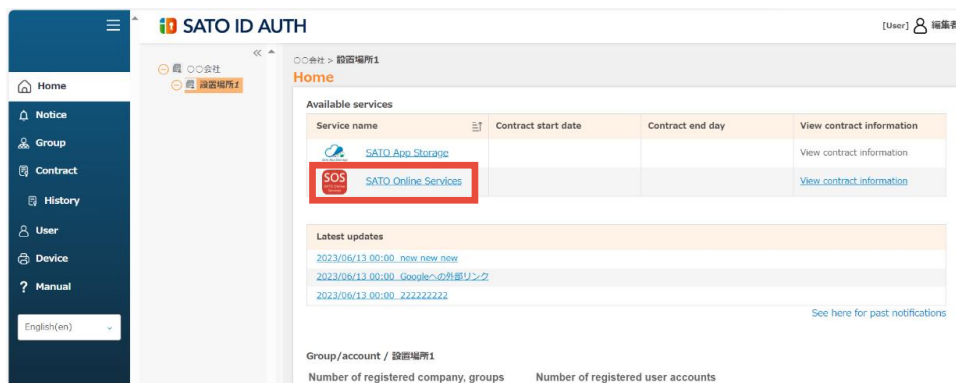 SATO ID AUTH
[User] 編集者
Home
Notice
Group
Contract
History
User
Device
Manual
English(en)
○○会社
設置場所1
○○会社 > 設置場所1
Home
Available services
Service name Contract start date Contract end day View contract information
SATO App Storage View contract information
SOS SATO Online Services View contract information
Latest updates
2023/06/13 00:00 new new new
2023/06/13 00:00 Googleへの外部リンク
2023/06/13 00:00 222222222
See here for past notifications
Group/account / 設置場所1
Number of registered company, groups Number of registered user accounts